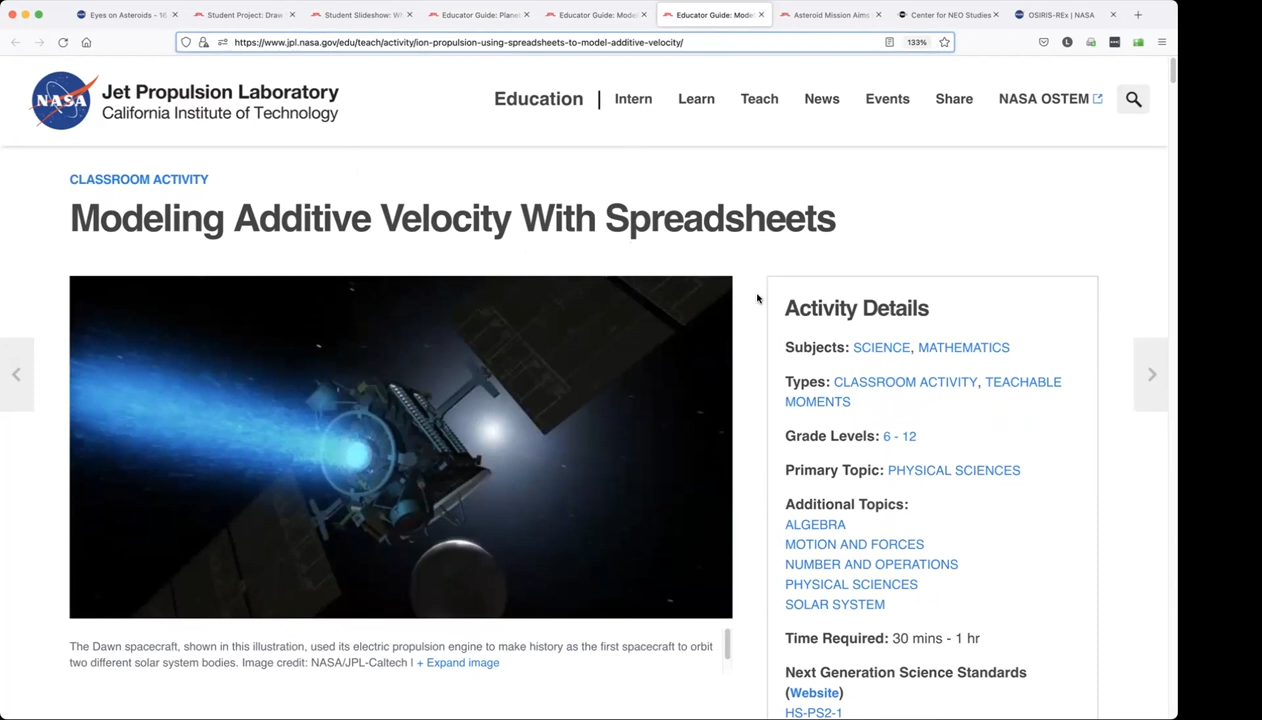 Eyes on Asteroids - 16
Student Project: Draw
Student Slideshow: Wh
Educator Guide: Plane
Educator Guide: Mode
Educator Guide: Mode
Asteroid Mission Aims
Center for NEO Studies
OSIRIS-REx | NASA
https://www.jpl.nasa.gov/edu/teach/activity/ion-propulsion-using-spreadsheets-to-model-additive-velocity/
133%
NASA
Jet Propulsion Laboratory
California Institute of Technology
Education | Intern Learn Teach News Events Share NASA OSTEM
CLASSROOM ACTIVITY
Modeling Additive Velocity With Spreadsheets
The Dawn spacecraft, shown in this illustration, used its electric propulsion engine to make history as the first spacecraft to orbit
two different solar system bodies. Image credit: NASA/JPL-Caltech | + Expand image
Activity Details
Subjects: SCIENCE, MATHEMATICS
Types: CLASSROOM ACTIVITY, TEACHABLE
MOMENTS
Grade Levels: 6 - 12
Primary Topic: PHYSICAL SCIENCES
Additional Topics:
ALGEBRA
MOTION AND FORCES
NUMBER AND OPERATIONS
PHYSICAL SCIENCES
SOLAR SYSTEM
Time Required: 30 mins - 1 hr
Next Generation Science Standards
(Website)
HS-PS2-1